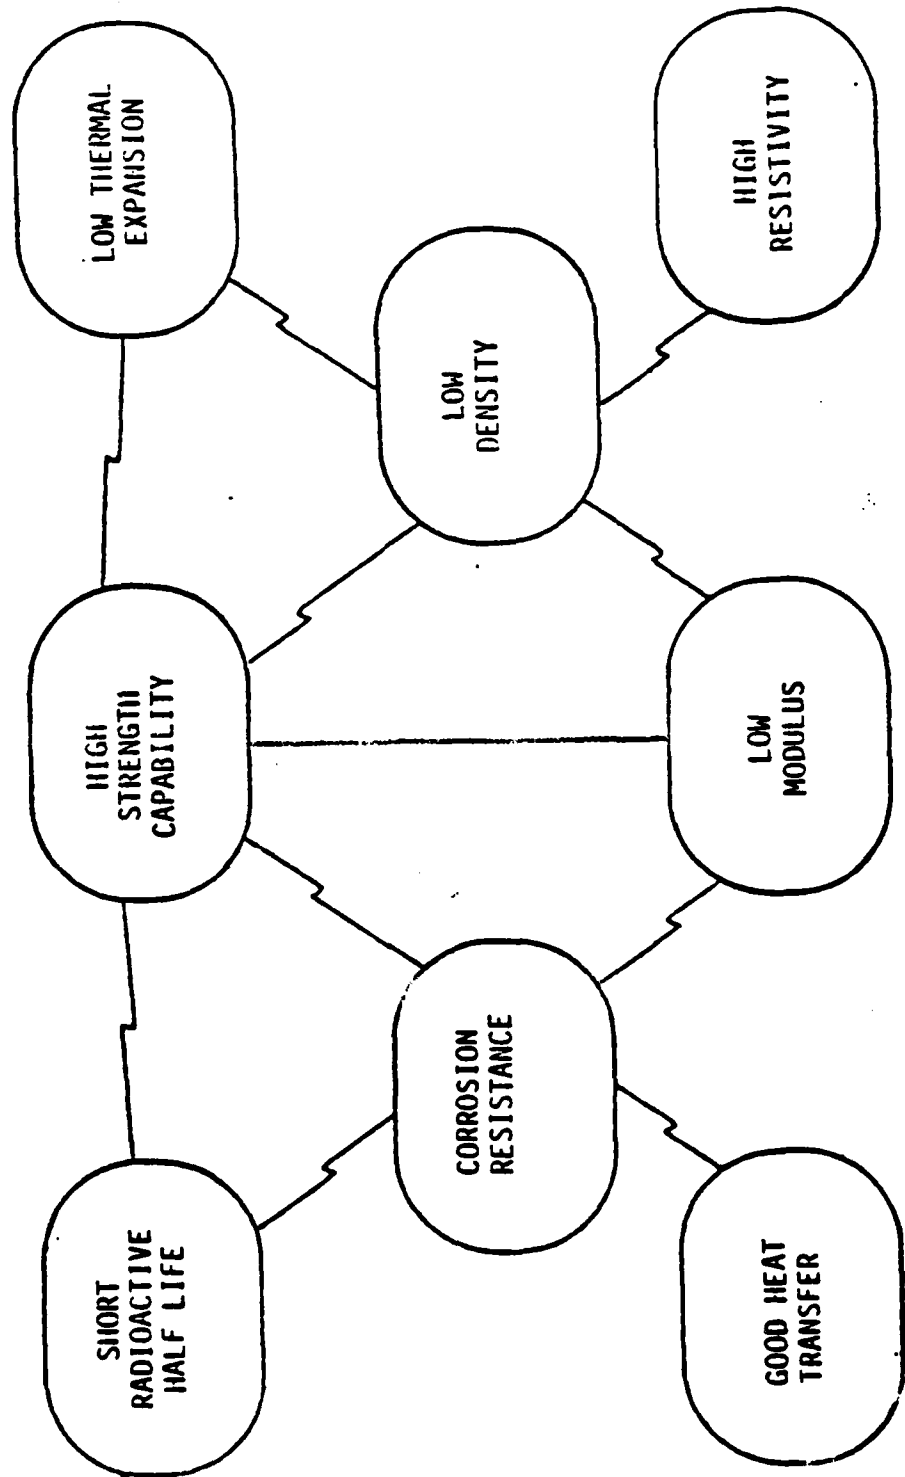 SHORT
RADIOACTIVE
HALF LIFE
HIGH
STRENGTH
CAPABILITY
LOW THERMAL
EXPANSION
CORROSION
RESISTANCE
LOW
DENSITY
GOOD HEAT
TRANSFER
LOW
MODULUS
HIGH
RESISTIVITY